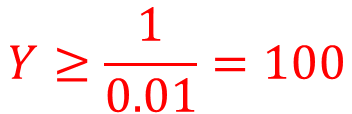 Y ≥ 1/0.01 = 100